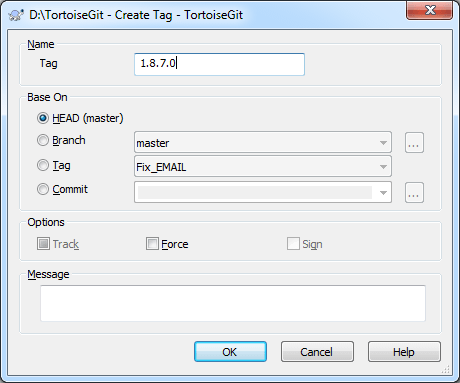 D:\TortoiseGit - Create Tag - TortoiseGit
Name
Tag 1.8.7.0
Base On
HEAD (master)
Branch master ...
Tag Fix_EMAIL
Commit ...
Options
Track Force Sign
Message
OK Cancel Help